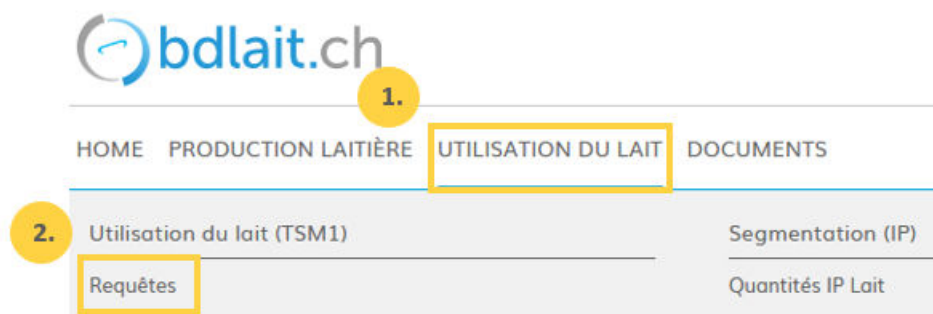 bdlait.ch
1.
HOME PRODUCTION LAITIÈRE UTILISATION DU LAIT DOCUMENTS
2. Utilisation du lait (TSM1) Segmentation (IP)
Requêtes Quantités IP Lait